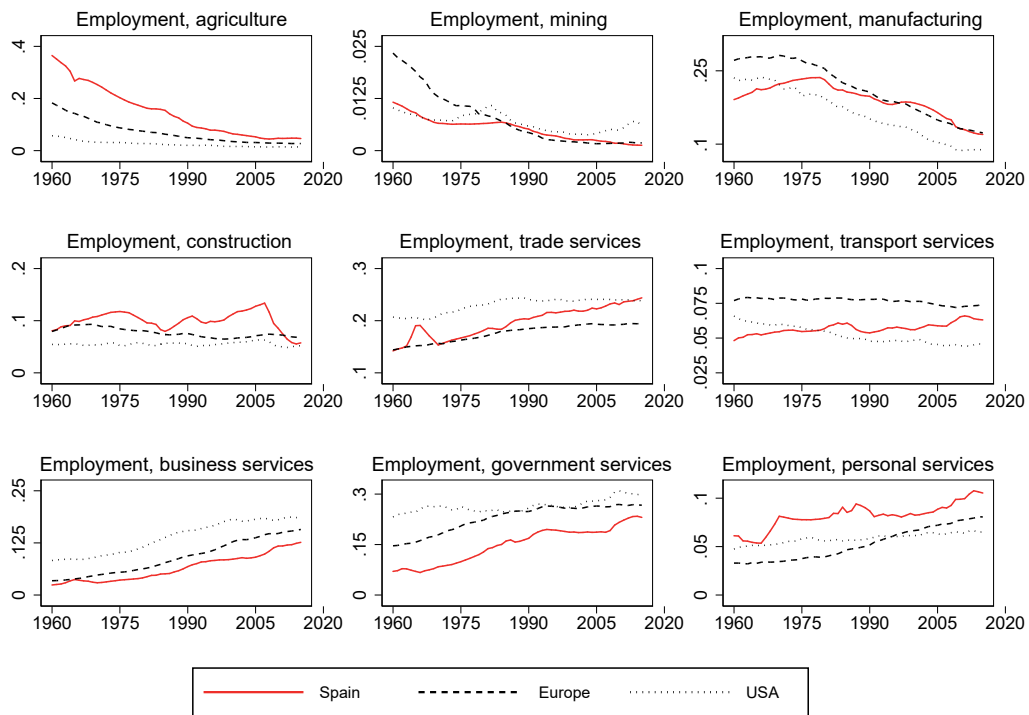 Employment, agriculture
Employment, mining
Employment, manufacturing
.4
.2
0
.025
.0125
0
.25
.1
1960 1975 1990 2005 2020
1960 1975 1990 2005 2020
1960 1975 1990 2005 2020
Employment, construction
Employment, trade services
Employment, transport services
.2
.1
0
.3
.2
.1
.1
.075
.05
.025
1960 1975 1990 2005 2020
1960 1975 1990 2005 2020
1960 1975 1990 2005 2020
Employment, business services
Employment, government services
Employment, personal services
.25
.125
0
.3
.15
0
.1
.05
0
1960 1975 1990 2005 2020
1960 1975 1990 2005 2020
1960 1975 1990 2005 2020
Spain Europe USA